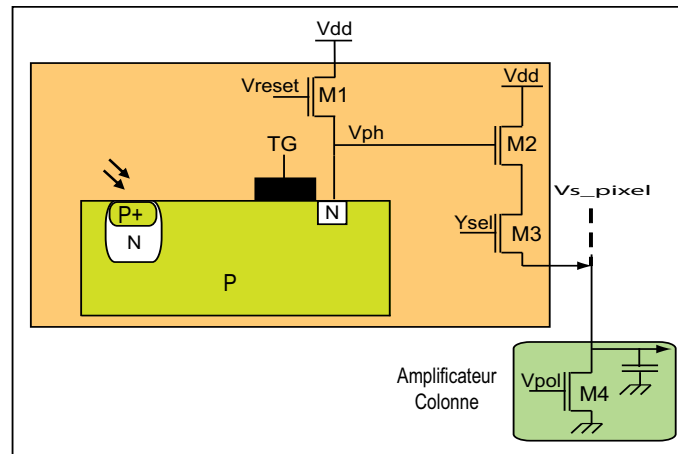 Vdd
Vreset
M1
Vdd
Vph
M2
TG
Vs_pixel
P+
N
N
Ysel
M3
P
Amplificateur
Colonne
Vpol
M4